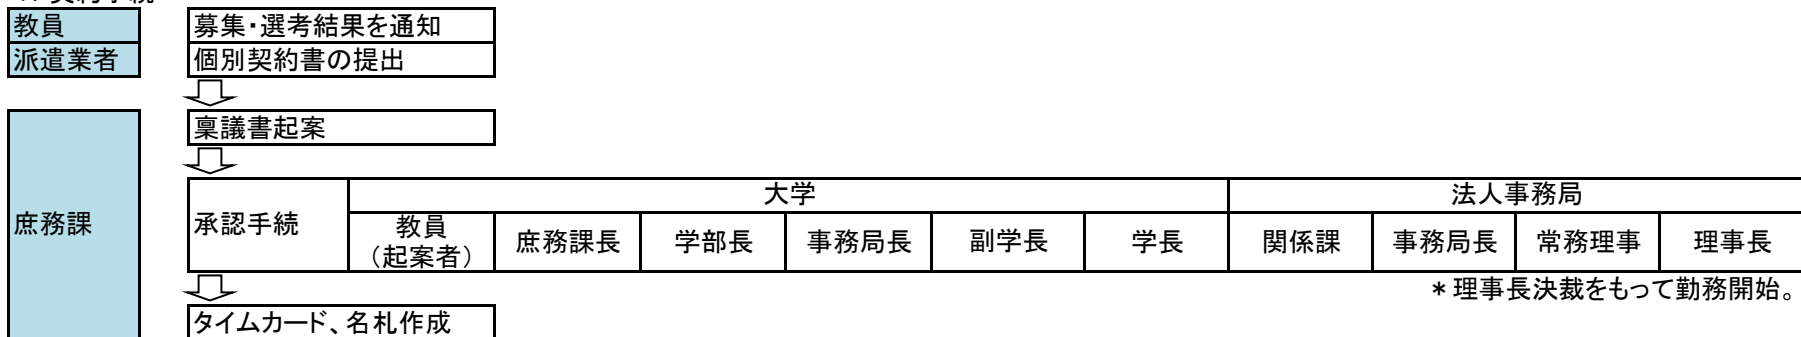 教員 募集・選考結果を通知
派遣業者 個別契約書の提出
稟議書起案
大学 法人事務局
庶務課 承認手続 教員 庶務課長 学部長 事務局長 副学長 学長 関係課 事務局長 常務理事 理事長
（起案者）
＊理事長決裁をもって勤務開始。
タイムカード、名札作成